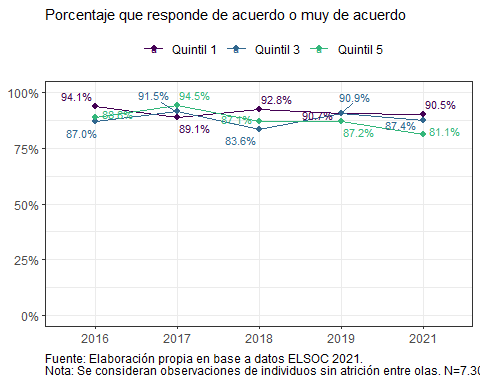 Porcentaje que responde de acuerdo o muy de acuerdo
Quintil 1 Quintil 3 Quintil 5
100%
75%
50%
25%
0%
94.1% 91.5% 94.5% 92.8% 90.9% 90.5%
87.1% 90.7%
87.0% 89.1% 83.6% 87.2% 87.4% 81.1%
2016 2017 2018 2019 2021
Fuente: Elaboración propia en base a datos ELSOC 2021.
Nota: Se consideran observaciones de individuos sin atrición entre olas. N=7.30